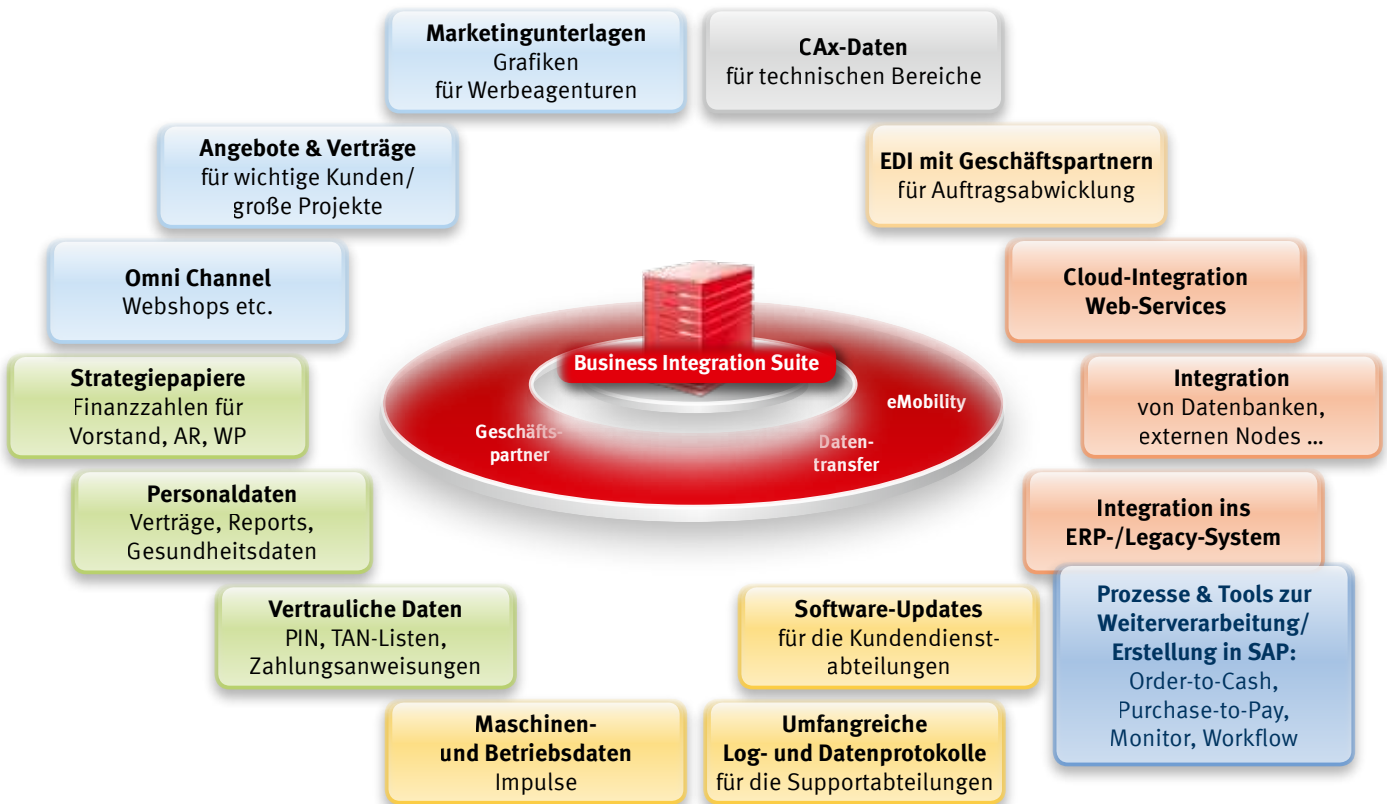 Marketingunterlagen
Grafiken
für Werbeagenturen
CAx-Daten
für technischen Bereiche
Angebote & Verträge
für wichtige Kunden/
große Projekte
EDI mit Geschäftspartnern
für Auftragsabwicklung
Omni Channel
Webshops etc.
Cloud-Integration
Web-Services
Business Integration Suite
eMobility
Geschäfts-
partner
Daten-
transfer
Strategiepapiere
Finanzzahlen für
Vorstand, AR, WP
Integration
von Datenbanken,
externen Nodes ...
Personaldaten
Verträge, Reports,
Gesundheitsdaten
Integration ins
ERP-/Legacy-System
Vertrauliche Daten
PIN, TAN-Listen,
Zahlungsanweisungen
Software-Updates
für die Kundendienst-
abteilungen
Prozesse & Tools zur
Weiterverarbeitung/
Erstellung in SAP:
Order-to-Cash,
Purchase-to-Pay,
Monitor, Workflow
Maschinen-
und Betriebsdaten
Impulse
Umfangreiche
Log- und Datenprotokolle
für die Supportabteilungen